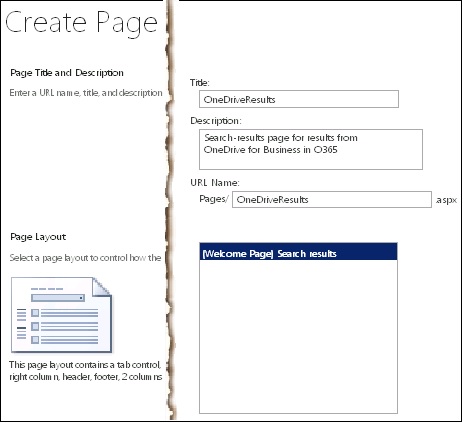 Create Page
Page Title and Description
Enter a URL name, title, and description
Title:
OneDriveResults
Description:
Search-results page for results from
OneDrive for Business in O365
URL Name:
Pages/ OneDriveResults .aspx
Page Layout
Select a page layout to control how the
(Welcome Page) Search results
This page layout contains a tab control,
right column, header, footer, 2 columns